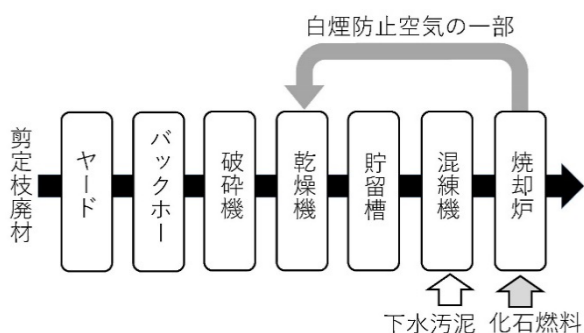 白煙防止空気の一部
剪定枝廃材
ヤード
バックホー
破砕機
乾燥機
貯留槽
混練機
焼却炉
下水汚泥
化石燃料